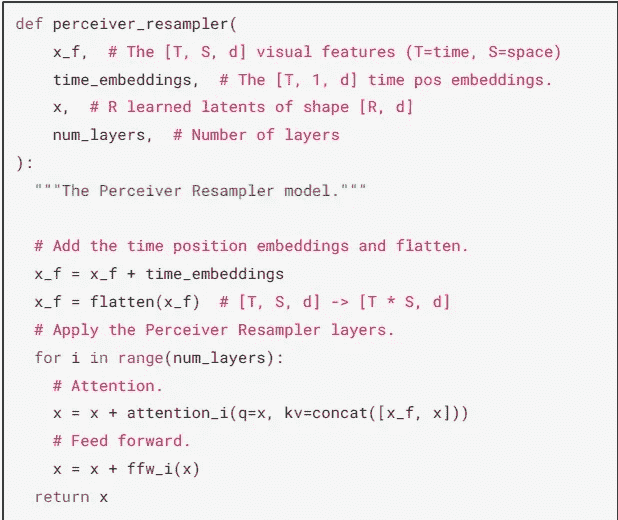 def perceiver_resampler(
    x_f,  # The [T, S, d] visual features (T=time, S=space)
    time_embeddings,  # The [T, 1, d] time pos embeddings.
    x,  # R learned latents of shape [R, d]
    num_layers,  # Number of layers
):
  """The Perceiver Resampler model."""
  # Add the time position embeddings and flatten.
  x_f = x_f + time_embeddings
  x_f = flatten(x_f)  # [T, S, d] -> [T * S, d]
  # Apply the Perceiver Resampler layers.
  for i in range(num_layers):
    # Attention.
    x = x + attention_i(q=x, kv=concat([x_f, x]))
    # Feed forward.
    x = x + ffw_i(x)
  return x